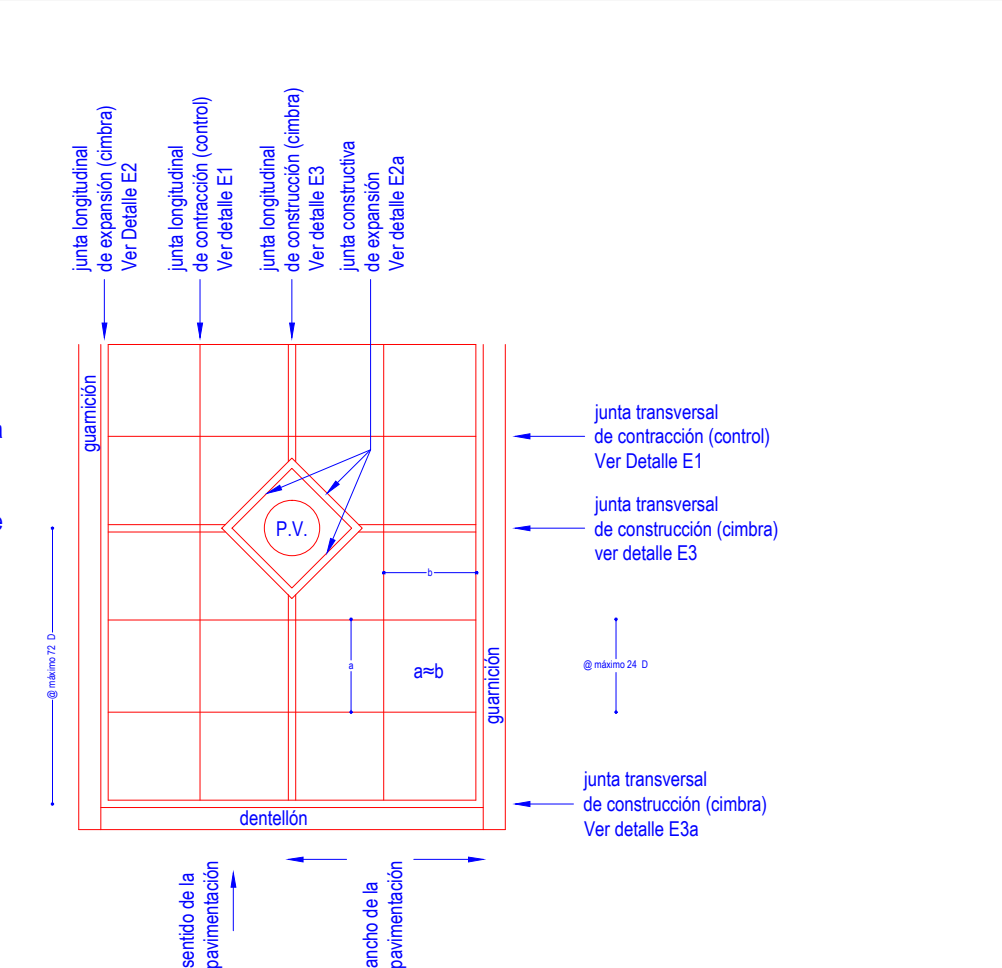 junta longitudinal
de expansión (cimbra)
Ver Detalle E2
junta longitudinal
de contracción (control)
Ver detalle E1
junta longitudinal
de construcción (cimbra)
Ver detalle E3
junta constructiva
de expansión
Ver detalle E2a
guarnición
junta transversal
de contracción (control)
Ver Detalle E1
junta transversal
de construcción (cimbra)
ver detalle E3
P.V.
b
@ máximo 72 D
a
a≈b
guarnición
@ máximo 24 D
junta transversal
de construcción (cimbra)
Ver detalle E3a
dentellón
sentido de la
pavimentación
ancho de la
pavimentación